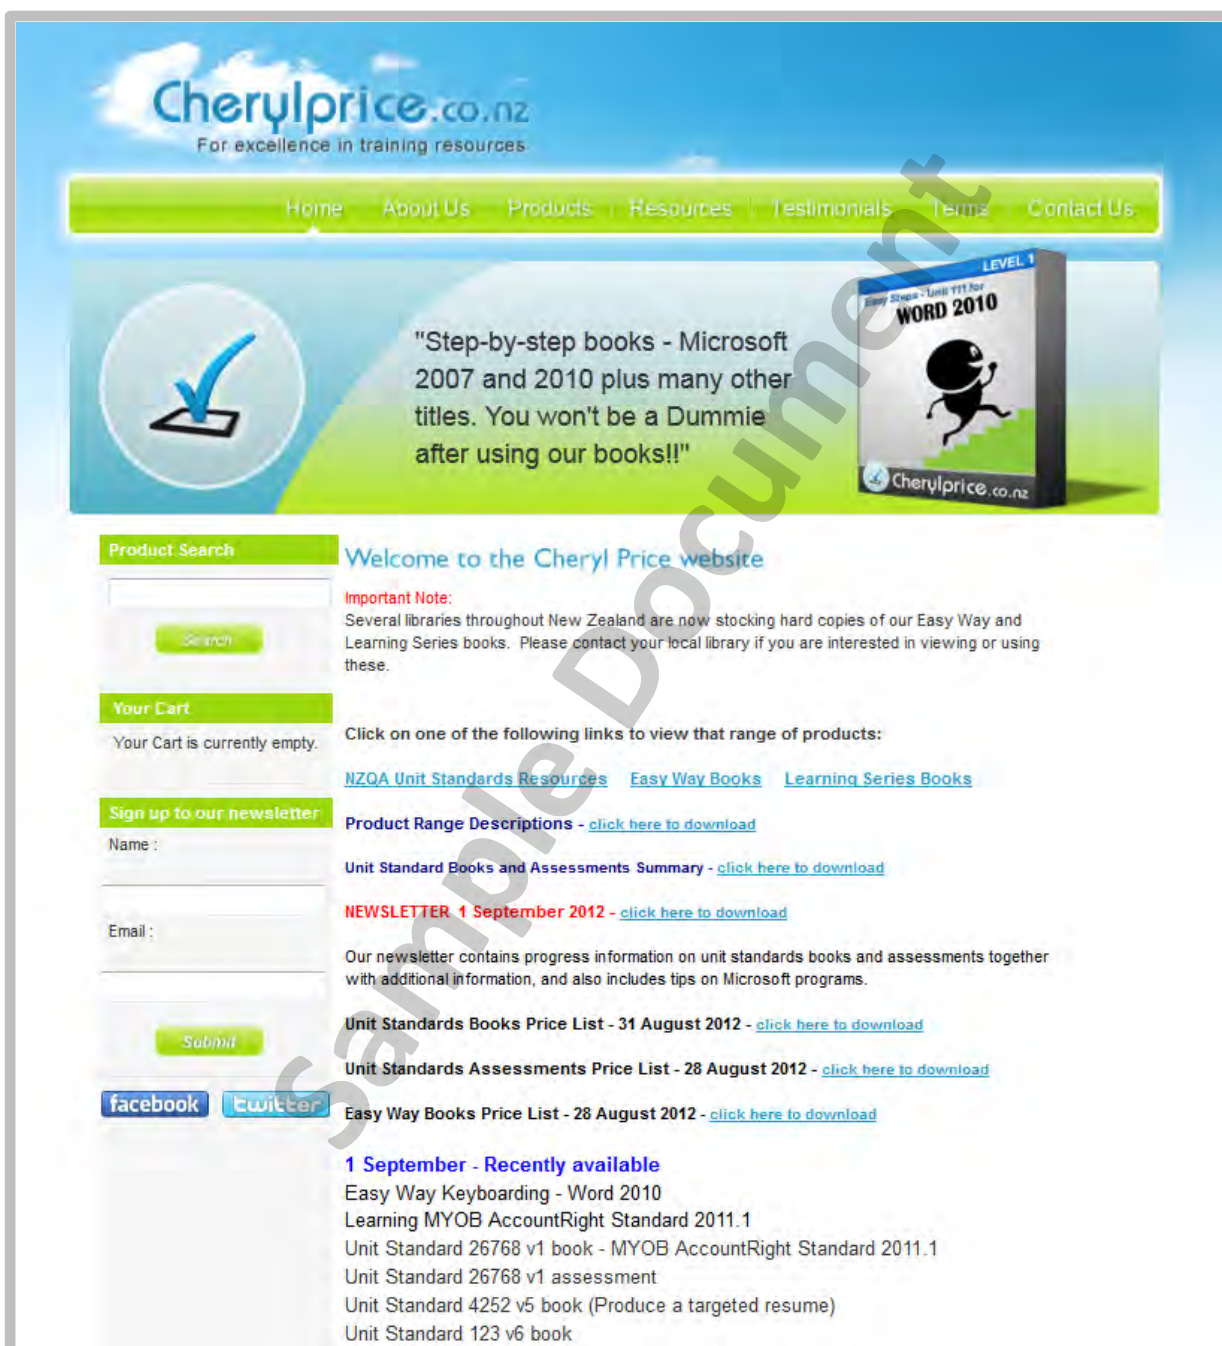 Cherylprice.co.nz
For excellence in training resources
Home About Us Products Resources Testimonials Terms Contact Us
"Step-by-step books - Microsoft
2007 and 2010 plus many other
titles. You won't be a Dummie
after using our books!!"
LEVEL 1
Easy Steps - Unit 111 for
WORD 2010
Cherylprice.co.nz
Product Search
Search
Your Cart
Your Cart is currently empty.
Sign up to our newsletter
Name :
Email :
Submit
facebook twitter
Welcome to the Cheryl Price website
Important Note:
Several libraries throughout New Zealand are now stocking hard copies of our Easy Way and
Learning Series books. Please contact your local library if you are interested in viewing or using
these.
Click on one of the following links to view that range of products:
NZQA Unit Standards Resources Easy Way Books Learning Series Books
Product Range Descriptions - click here to download
Unit Standard Books and Assessments Summary - click here to download
NEWSLETTER 1 September 2012 - click here to download
Our newsletter contains progress information on unit standards books and assessments together
with additional information, and also includes tips on Microsoft programs.
Unit Standards Books Price List - 31 August 2012 - click here to download
Unit Standards Assessments Price List - 28 August 2012 - click here to download
Easy Way Books Price List - 28 August 2012 - click here to download
1 September - Recently available
Easy Way Keyboarding - Word 2010
Learning MYOB AccountRight Standard 2011.1
Unit Standard 26768 v1 book - MYOB AccountRight Standard 2011.1
Unit Standard 26768 v1 assessment
Unit Standard 4252 v5 book (Produce a targeted resume)
Unit Standard 123 v6 book
Sample Document